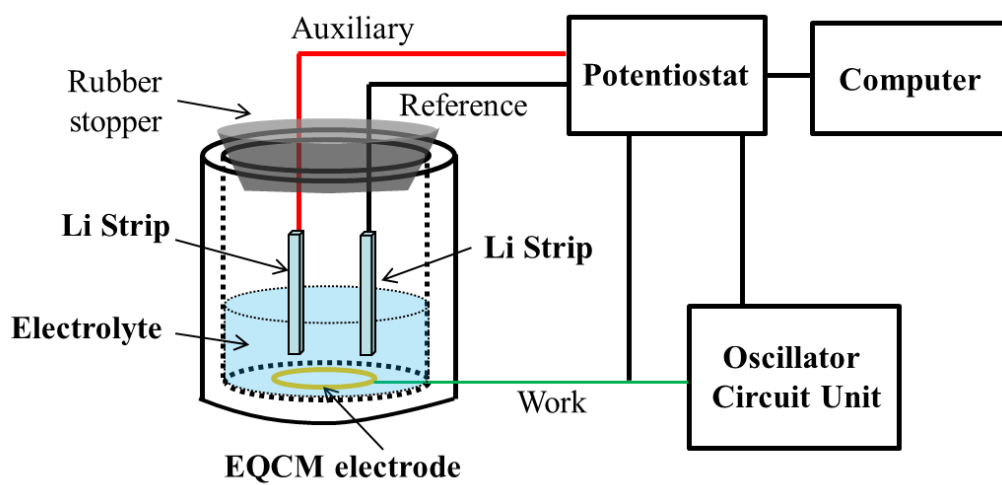 Auxiliary
Potentiostat
Computer
Rubber
stopper
Reference
Li Strip
Li Strip
Electrolyte
Oscillator
Circuit Unit
Work
EQCM electrode